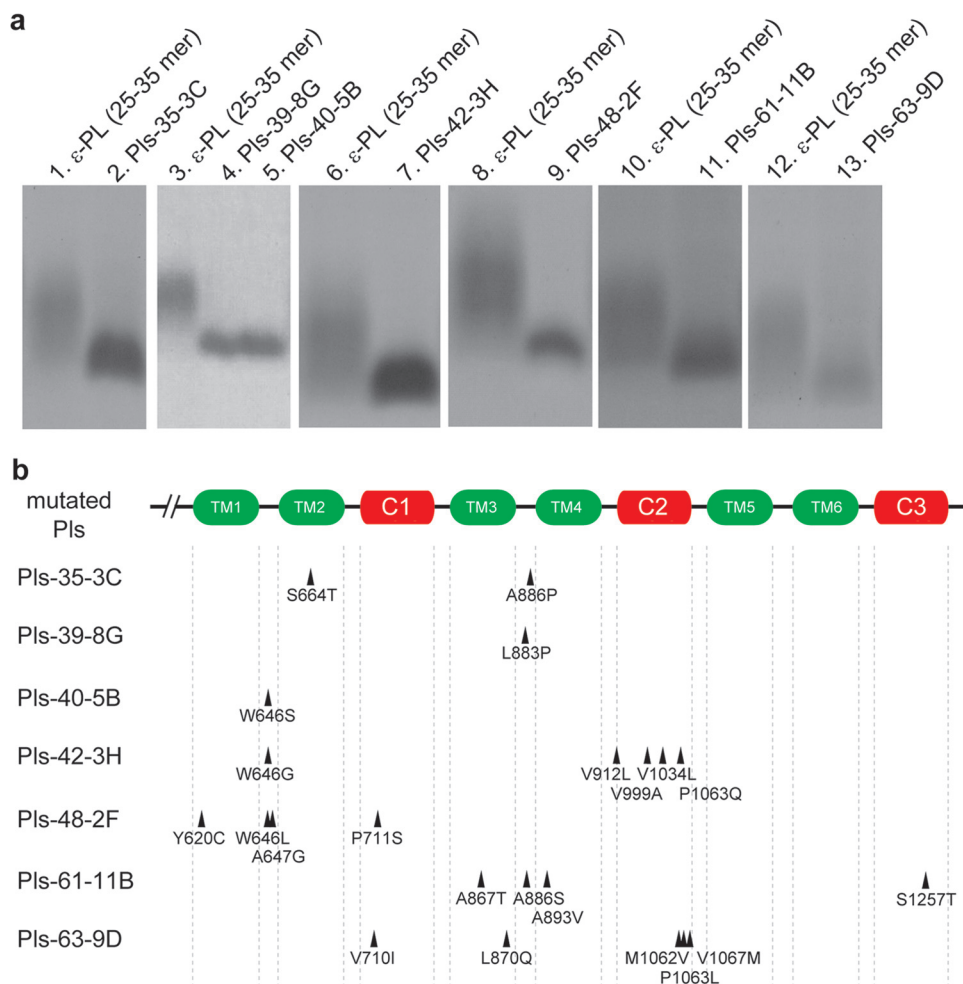 a
1. ε-PL (25-35 mer)
2. Pls-35-3C
3. ε-PL (25-35 mer)
4. Pls-39-8G
5. Pls-40-5B
6. ε-PL (25-35 mer)
7. Pls-42-3H
8. ε-PL (25-35 mer)
9. Pls-48-2F
10. ε-PL (25-35 mer)
11. Pls-61-11B
12. ε-PL (25-35 mer)
13. Pls-63-9D
b
mutated
Pls
TM1 TM2 C1 TM3 TM4 C2 TM5 TM6 C3
Pls-35-3C
S664T A886P
Pls-39-8G
L883P
Pls-40-5B
W646S
Pls-42-3H
W646G V912L V1034L
V999A P1063Q
Pls-48-2F
Y620C W646L P711S
A647G
Pls-61-11B
A867T A886S S1257T
A893V
Pls-63-9D
V710I L870Q M1062V V1067M
P1063L